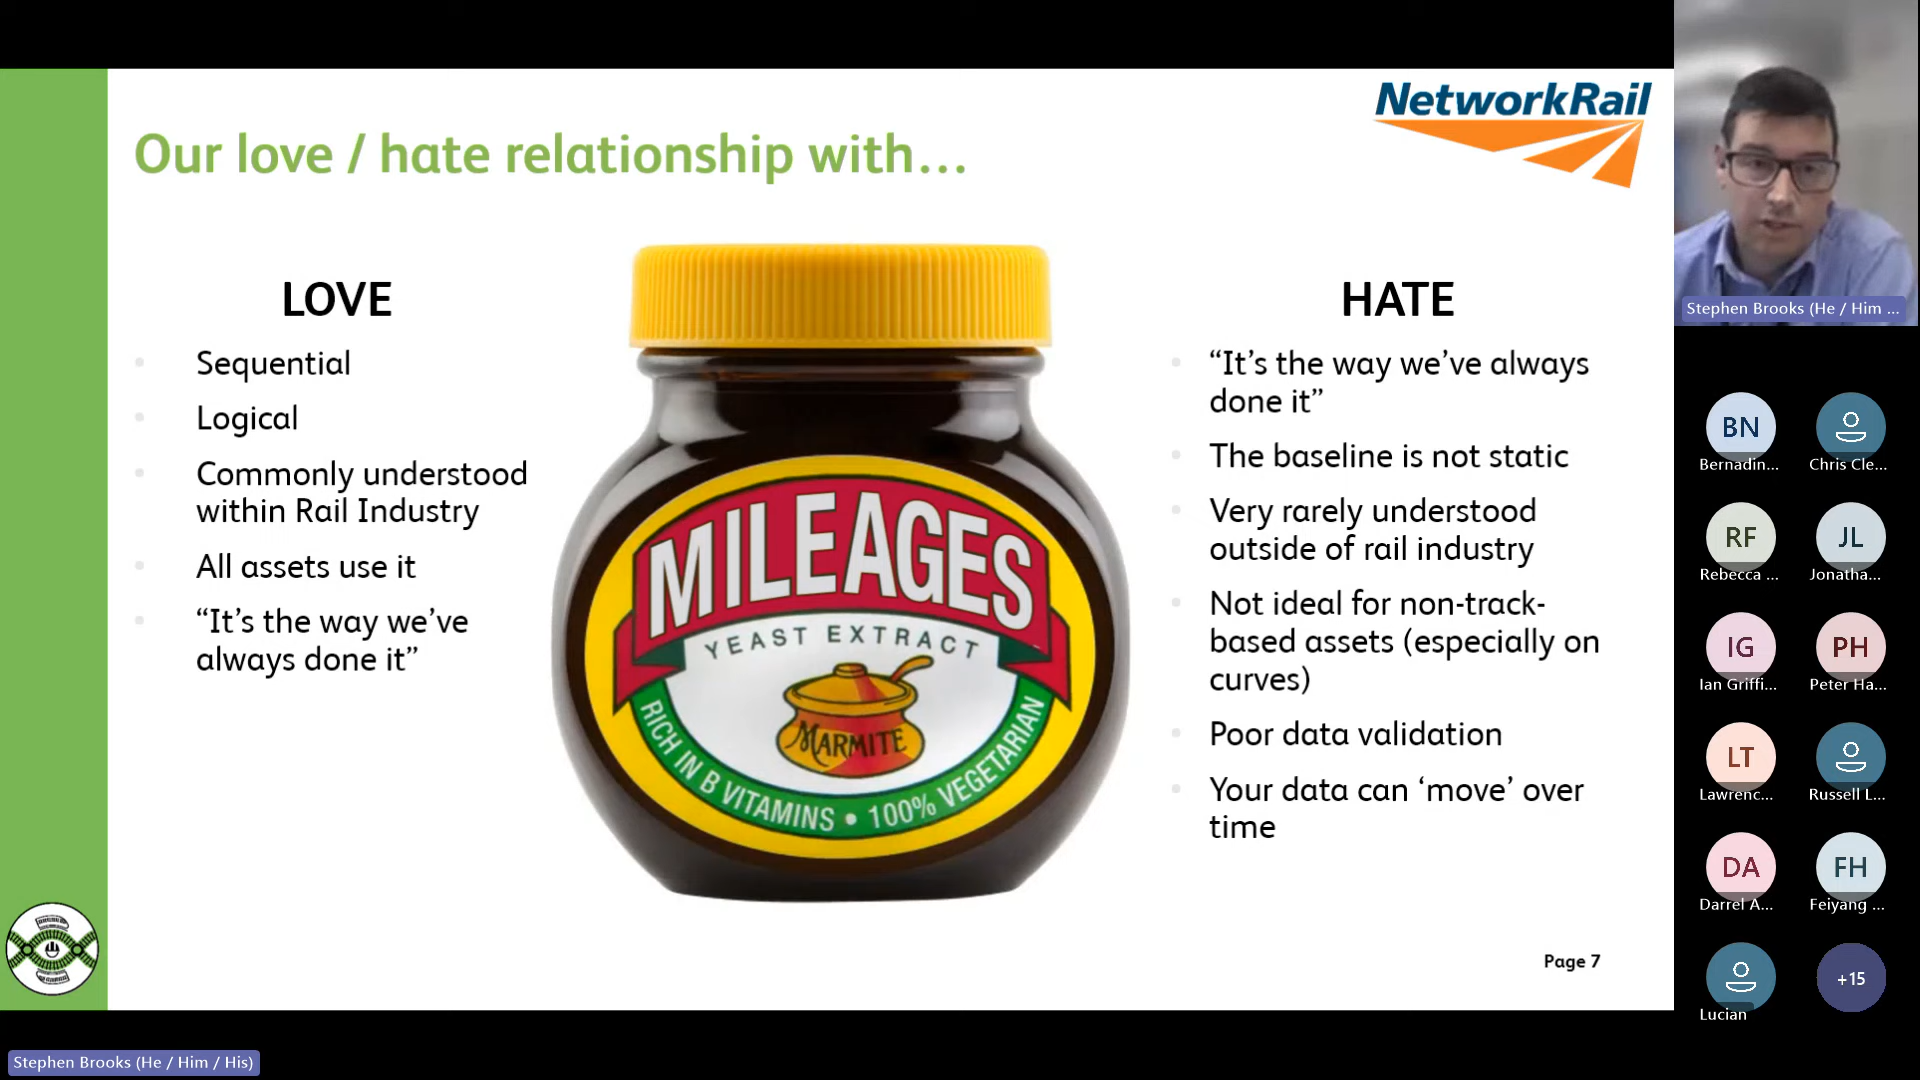 NetworkRail
Our love / hate relationship with...
LOVE
Sequential
Logical
Commonly understood
within Rail Industry
All assets use it
“It’s the way we’ve
always done it”
MILEAGES
YEAST EXTRACT
MARMITE
RICH IN B VITAMINS • 100% VEGETARIAN
HATE
“It’s the way we’ve always
done it”
The baseline is not static
Very rarely understood
outside of rail industry
Not ideal for non-track-
based assets (especially on
curves)
Poor data validation
Your data can ‘move’ over
time
Page 7
Stephen Brooks (He / Him / His)
Stephen Brooks (He / Him ...
BN
Bernadin...
Chris Cle...
RF
Rebecca ...
JL
Jonatha...
IG
Ian Griffi...
PH
Peter Ha...
LT
Lawrenc...
Russell L...
DA
Darrel A...
FH
Feiyang ...
Lucian
+15